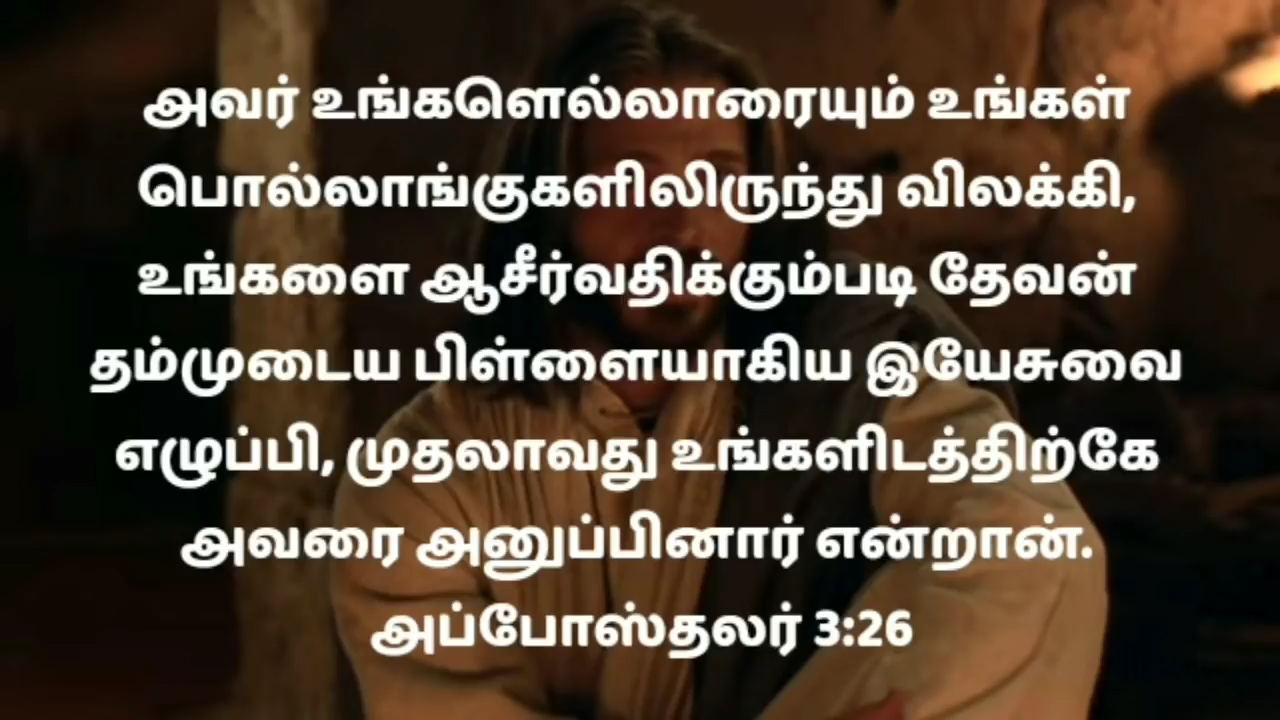 அவர் உங்களெல்லாரையும் உங்கள்
பொல்லாங்குகளிலிருந்து விலக்கி,
உங்களை ஆசீர்வதிக்கும்படி தேவன்
தம்முடைய பிள்ளையாகிய இயேசுவை
எழுப்பி, முதலாவது உங்களிடத்திற்கே
அவரை அனுப்பினார் என்றான்.
அப்போஸ்தலர் 3:26